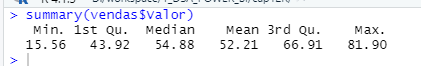 > summary(vendas$Valor)
Min. 1st Qu. Median Mean 3rd Qu. Max.
15.56 43.92 54.88 52.21 66.91 81.90
>